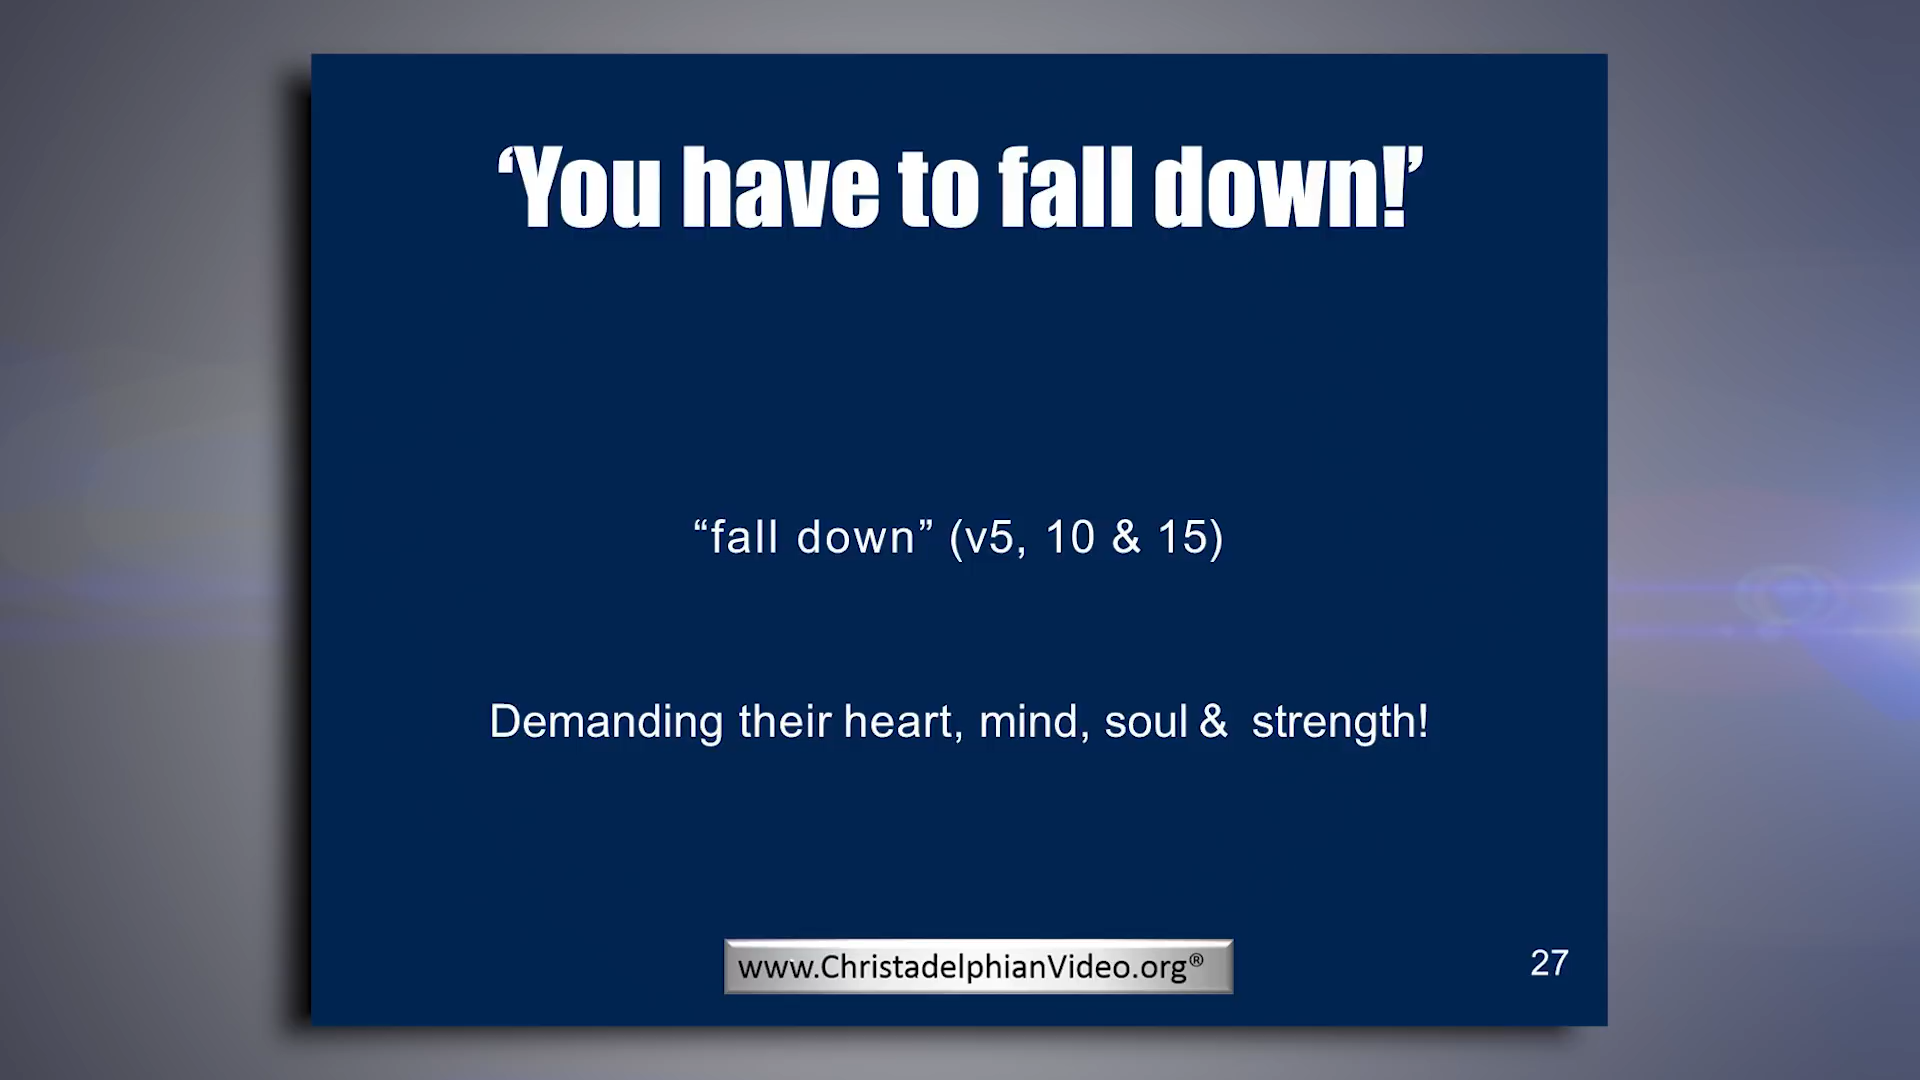 ‘You have to fall down!’
“fall down” (v5, 10 & 15)
Demanding their heart, mind, soul & strength!
www.ChristadelphianVideo.org®
27